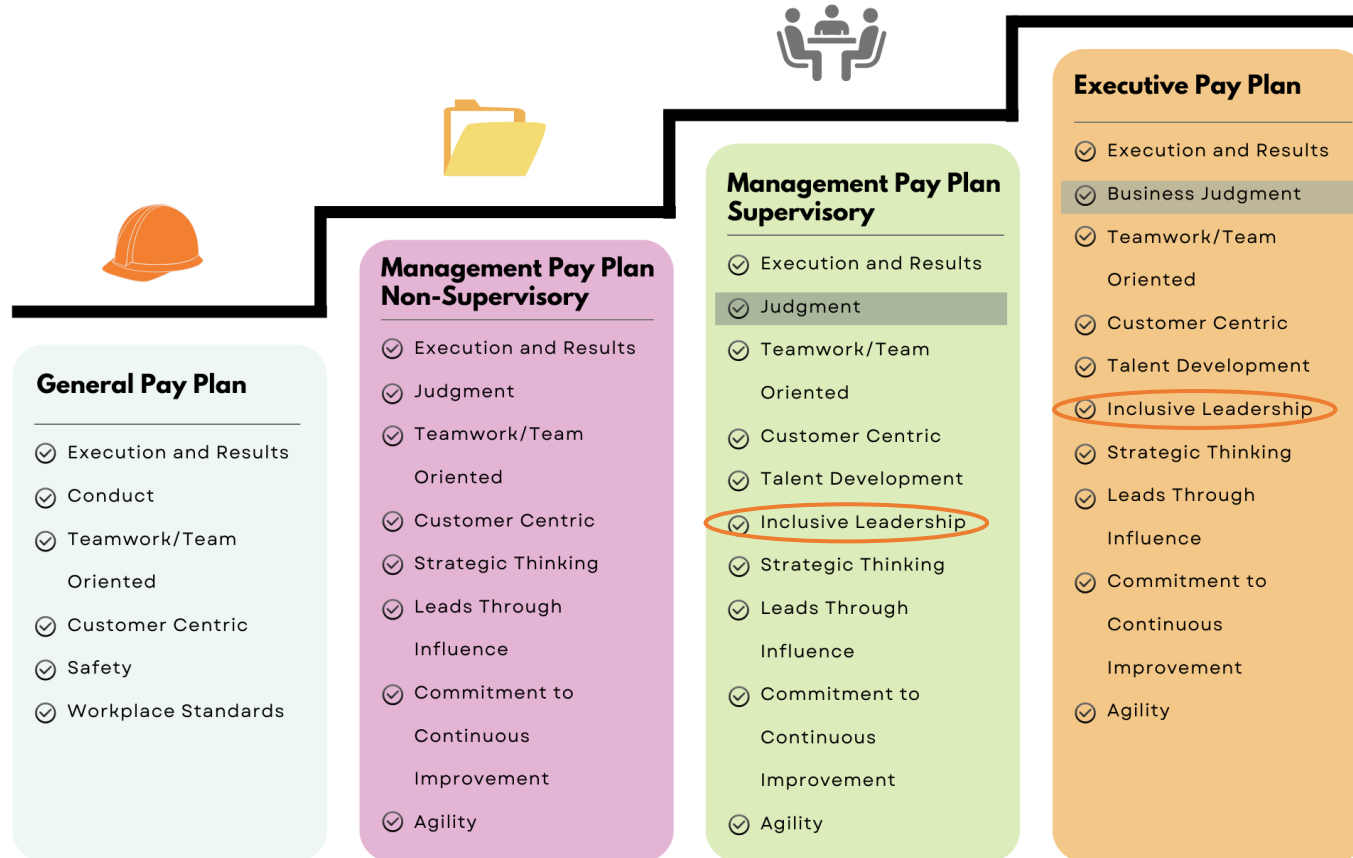 General Pay Plan
Execution and Results
Conduct
Teamwork/Team
Oriented
Customer Centric
Safety
Workplace Standards
Management Pay Plan
Non-Supervisory
Execution and Results
Judgment
Teamwork/Team
Oriented
Customer Centric
Strategic Thinking
Leads Through
Influence
Commitment to
Continuous
Improvement
Agility
Management Pay Plan
Supervisory
Execution and Results
Judgment
Teamwork/Team
Oriented
Customer Centric
Talent Development
Inclusive Leadership
Strategic Thinking
Leads Through
Influence
Commitment to
Continuous
Improvement
Agility
Executive Pay Plan
Execution and Results
Business Judgment
Teamwork/Team
Oriented
Customer Centric
Talent Development
Inclusive Leadership
Strategic Thinking
Leads Through
Influence
Commitment to
Continuous
Improvement
Agility